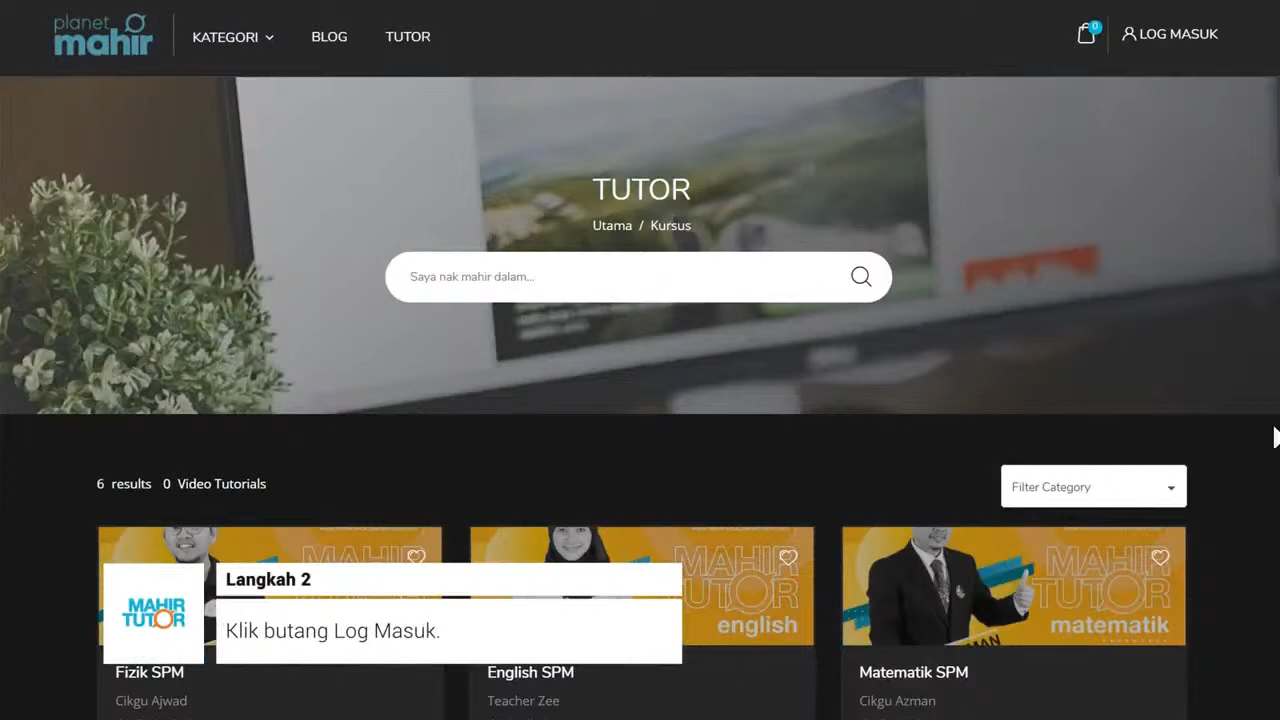 planet
mahir
KATEGORI
BLOG
TUTOR
0
LOG MASUK
TUTOR
Utama / Kursus
Saya nak mahir dalam...
6 results 0 Video Tutorials
Filter Category
MAHIR
TUTOR
english
MAHIR
TUTOR
matematik
Langkah 2
MAHIR
TUTOR
Klik butang Log Masuk.
Fizik SPM
English SPM
Matematik SPM
Cikgu Ajwad
Teacher Zee
Cikgu Azman